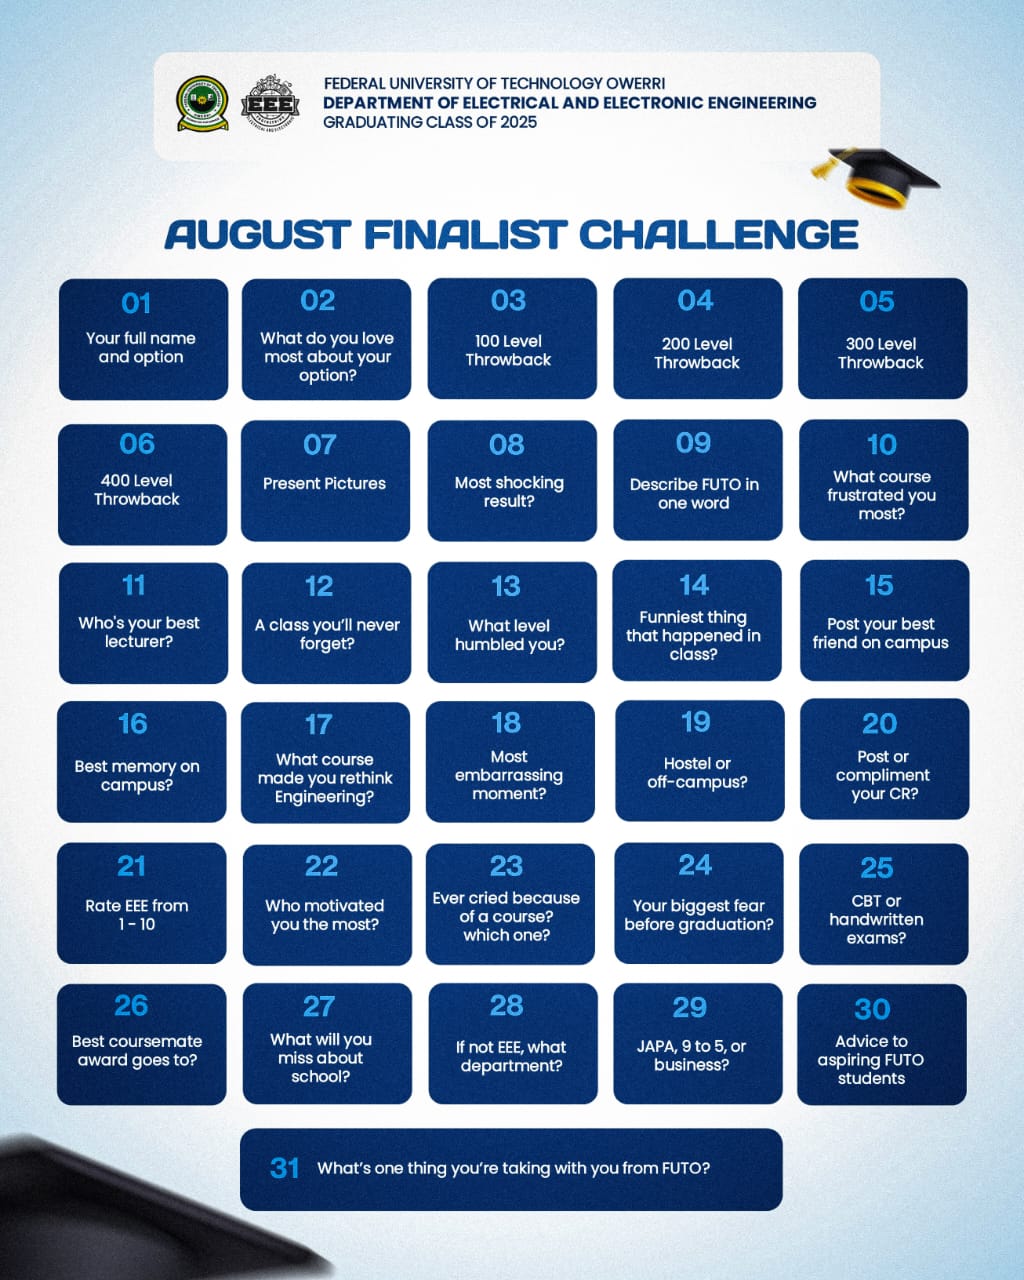 FEDERAL UNIVERSITY OF TECHNOLOGY OWERRI
EEE
DEPARTMENT OF ELECTRICAL AND ELECTRONIC ENGINEERING
GRADUATING CLASS OF 2025
AUGUST FINALIST CHALLENGE
01
Your full name
and option
02
What do you love
most about your
option?
03
100 Level
Throwback
04
200 Level
Throwback
05
300 Level
Throwback
06
400 Level
Throwback
07
Present Pictures
08
Most shocking
result?
09
Describe FUTO in
one word
10
What course
frustrated you
most?
11
Who's your best
lecturer?
12
A class you'll never
forget?
13
What level
humbled you?
14
Funniest thing
that happened in
class?
15
Post your best
friend on campus
16
Best memory on
campus?
17
What course
made you rethink
Engineering?
18
Most
embarrassing
moment?
19
Hostel or
off-campus?
20
Post or
compliment
your CR?
21
Rate EEE from
1 - 10
22
Who motivated
you the most?
23
Ever cried because
of a course?
which one?
24
Your biggest fear
before graduation?
25
CBT or
handwritten
exams?
26
Best coursemate
award goes to?
27
What will you
miss about
school?
28
If not EEE, what
department?
29
JAPA, 9 to 5, or
business?
30
Advice to
aspiring FUTO
students
31 What's one thing you're taking with you from FUTO?